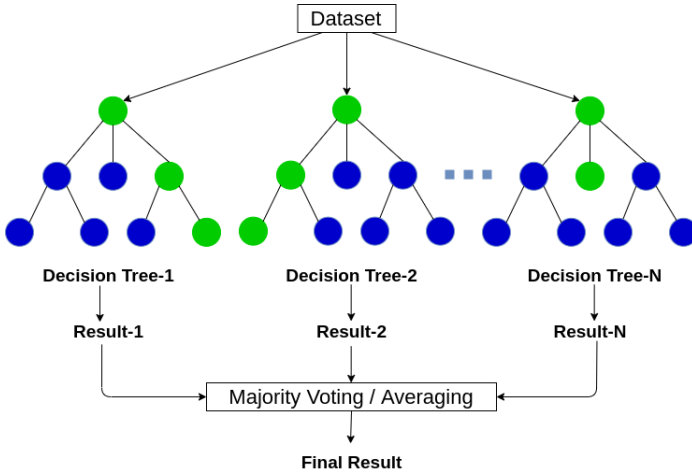 Dataset
Decision Tree-1
Decision Tree-2
Decision Tree-N
Result-1
Result-2
Result-N
Majority Voting / Averaging
Final Result